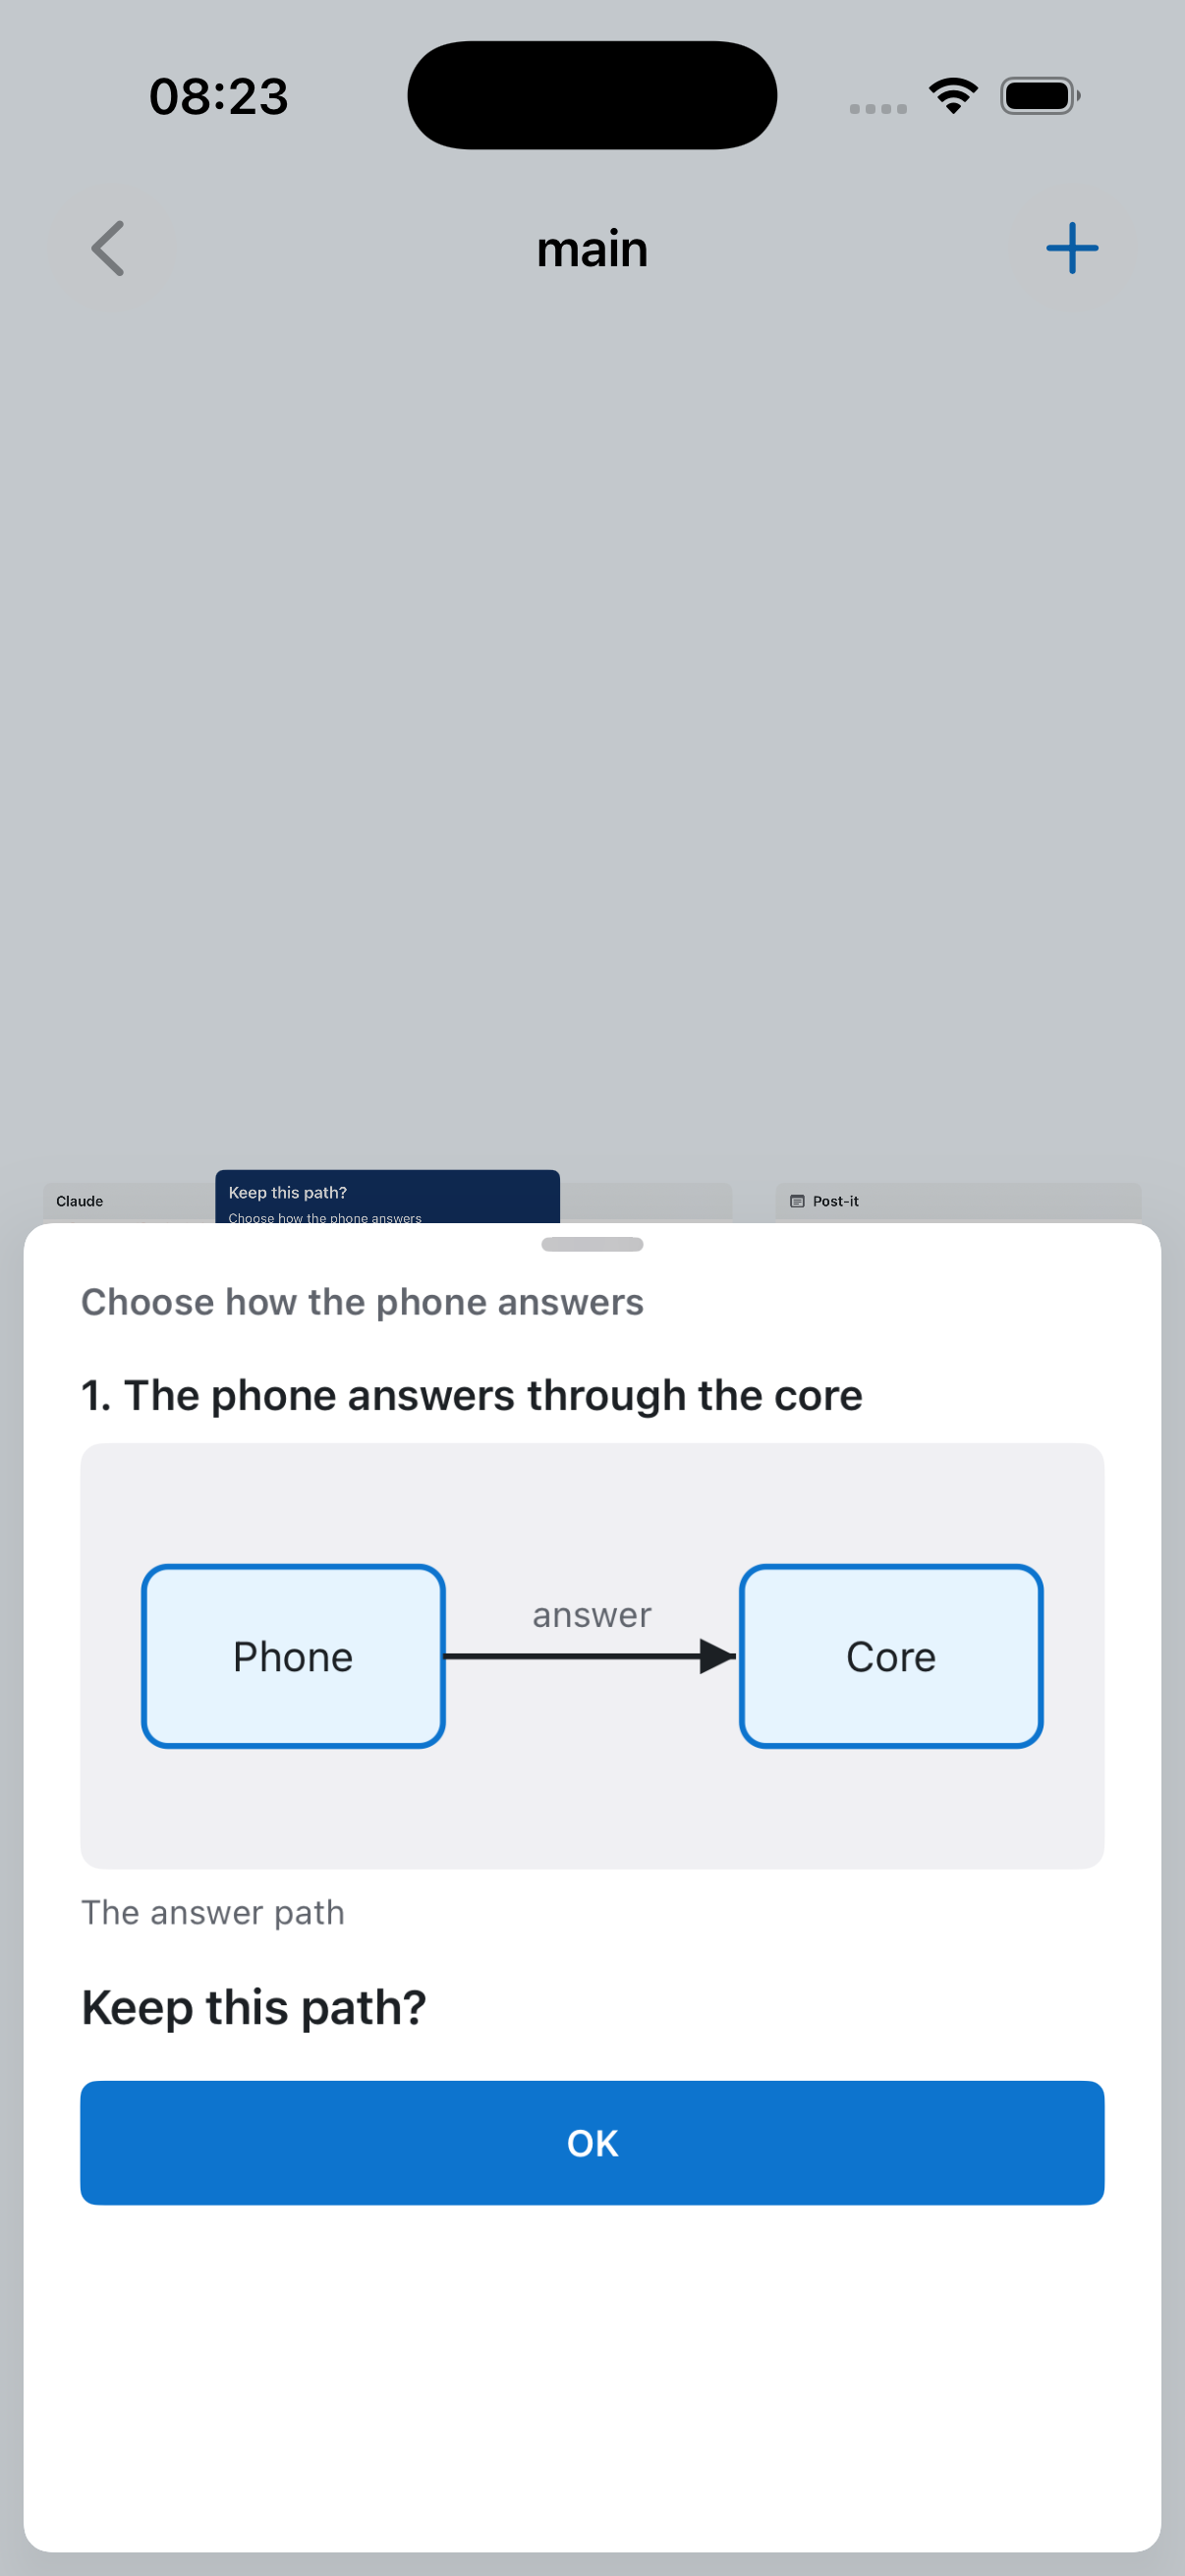 08:23
main
Claude
Keep this path?
Choose how the phone answers
Post-it
Choose how the phone answers
1. The phone answers through the core
Phone
answer
Core
The answer path
Keep this path?
OK